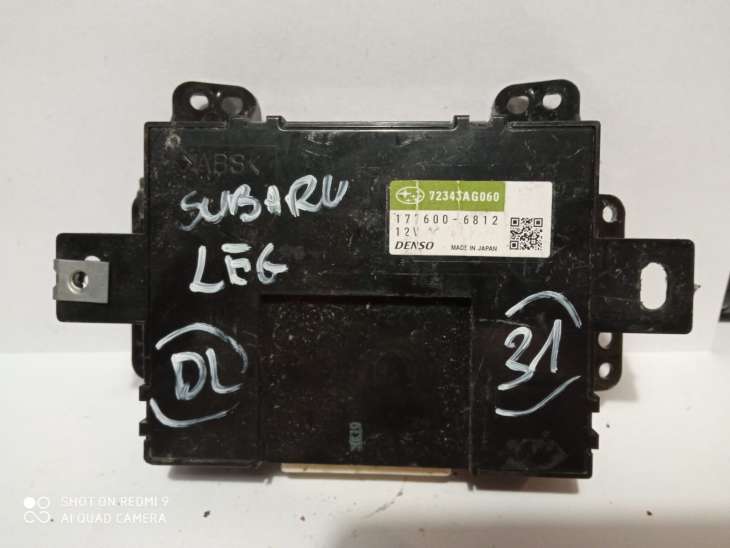 >ABS<
SUBARU
LEG
72343AG060
177600-6812
12V
DENSO MADE IN JAPAN
DL
31
SHOT ON REDMI 9
AI QUAD CAMERA